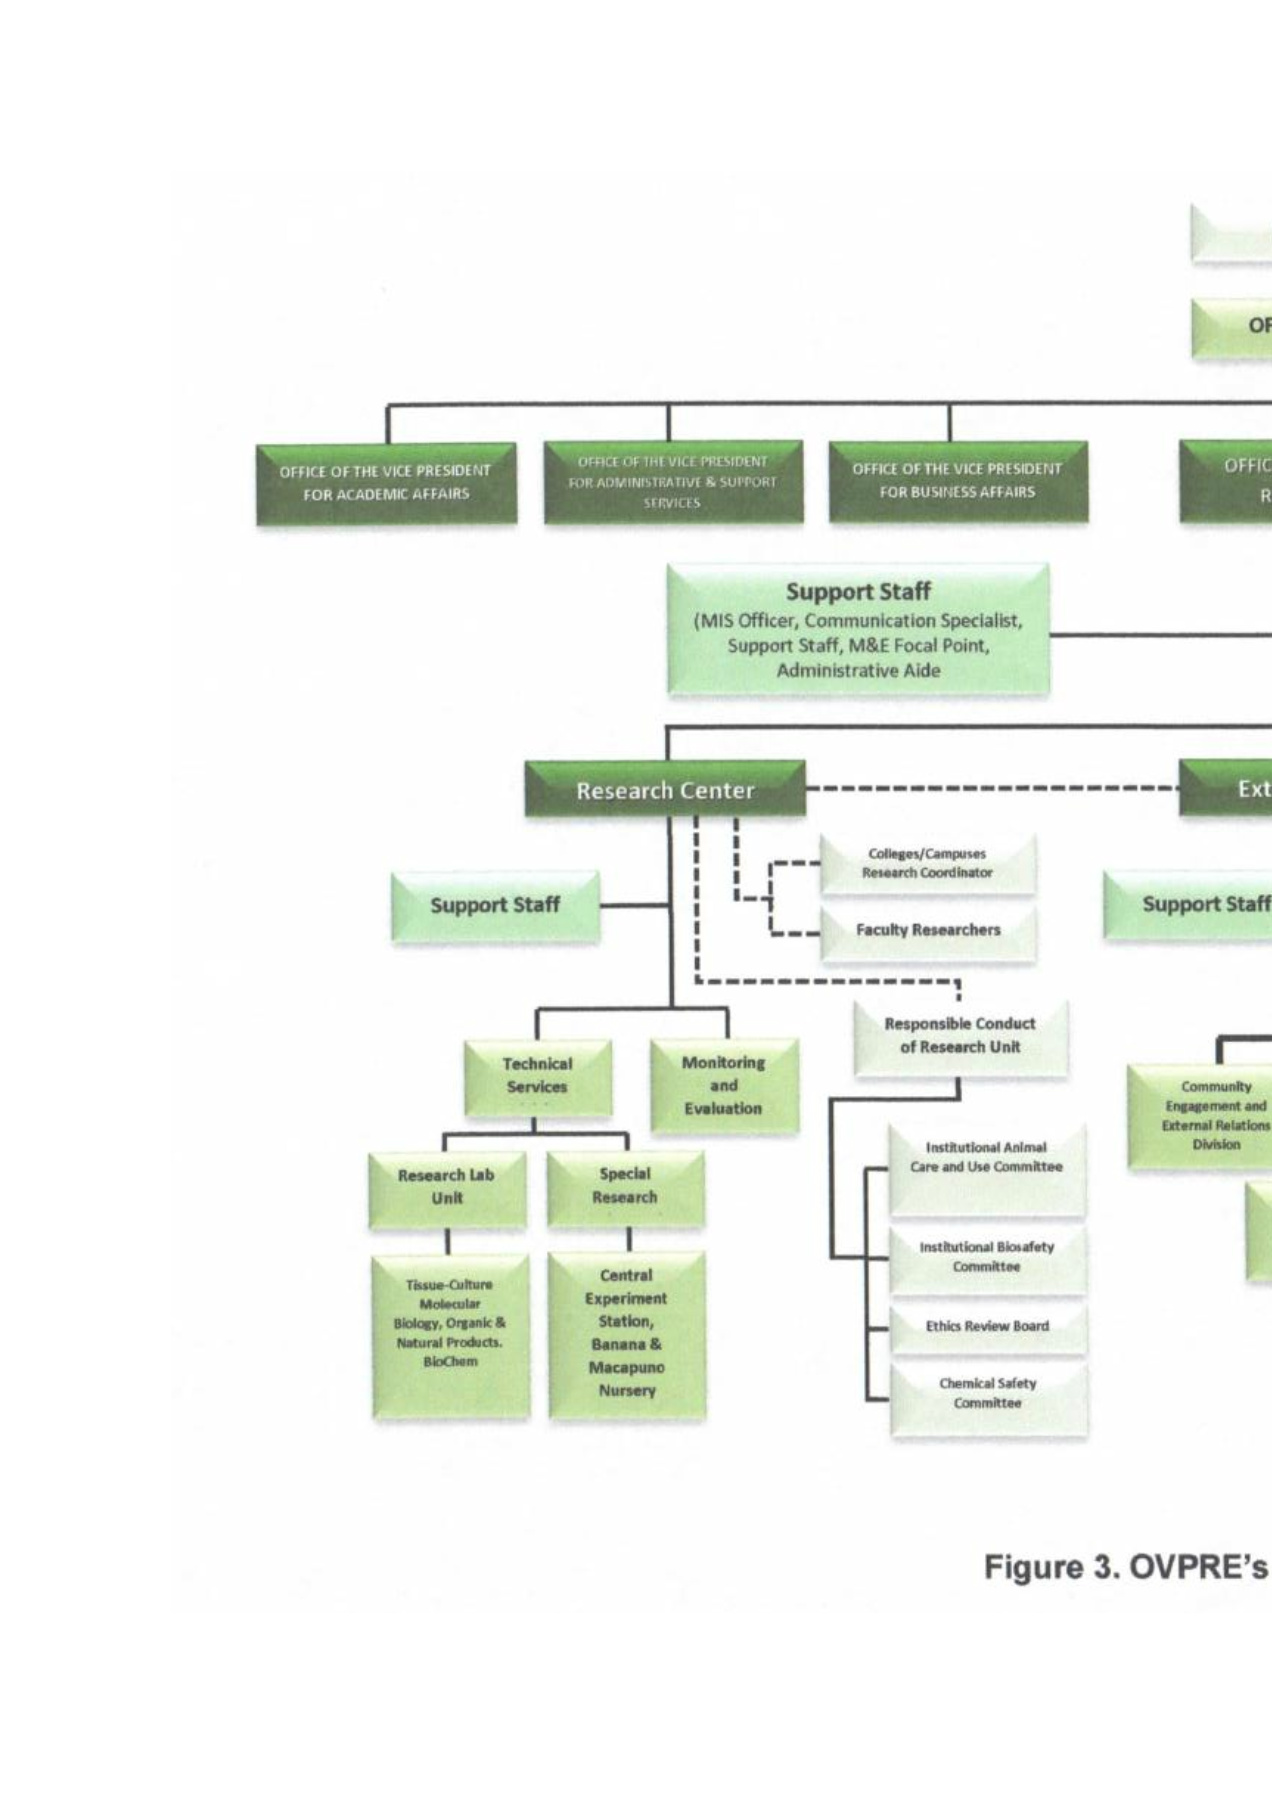 OF
OFFICE OF THE VICE PRESIDENT
FOR ACADEMIC AFFAIRS
OFFICE OF THE VICE PRESIDENT
FOR ADMINISTRATIVE & SUPPORT
SERVICES
OFFICE OF THE VICE PRESIDENT
FOR BUSINESS AFFAIRS
OFFIC
R
Support Staff
(MIS Officer, Communication Specialist,
Support Staff, M&E Focal Point,
Administrative Aide
Research Center
Ext
Colleges/Campuses
Research Coordinator
Support Staff
Faculty Researchers
Support Staff
Responsible Conduct
of Research Unit
Technical
Services
Monitoring
and
Evaluation
Community
Engagement and
External Relations
Division
Institutional Animal
Care and Use Committee
Research Lab
Unit
Special
Research
Institutional Biosafety
Committee
Tissue-Culture
Molecular
Biology, Organic &
Natural Products.
BioChem
Central
Experiment
Station,
Banana &
Macapuno
Nursery
Ethics Review Board
Chemical Safety
Committee
Figure 3. OVPRE's